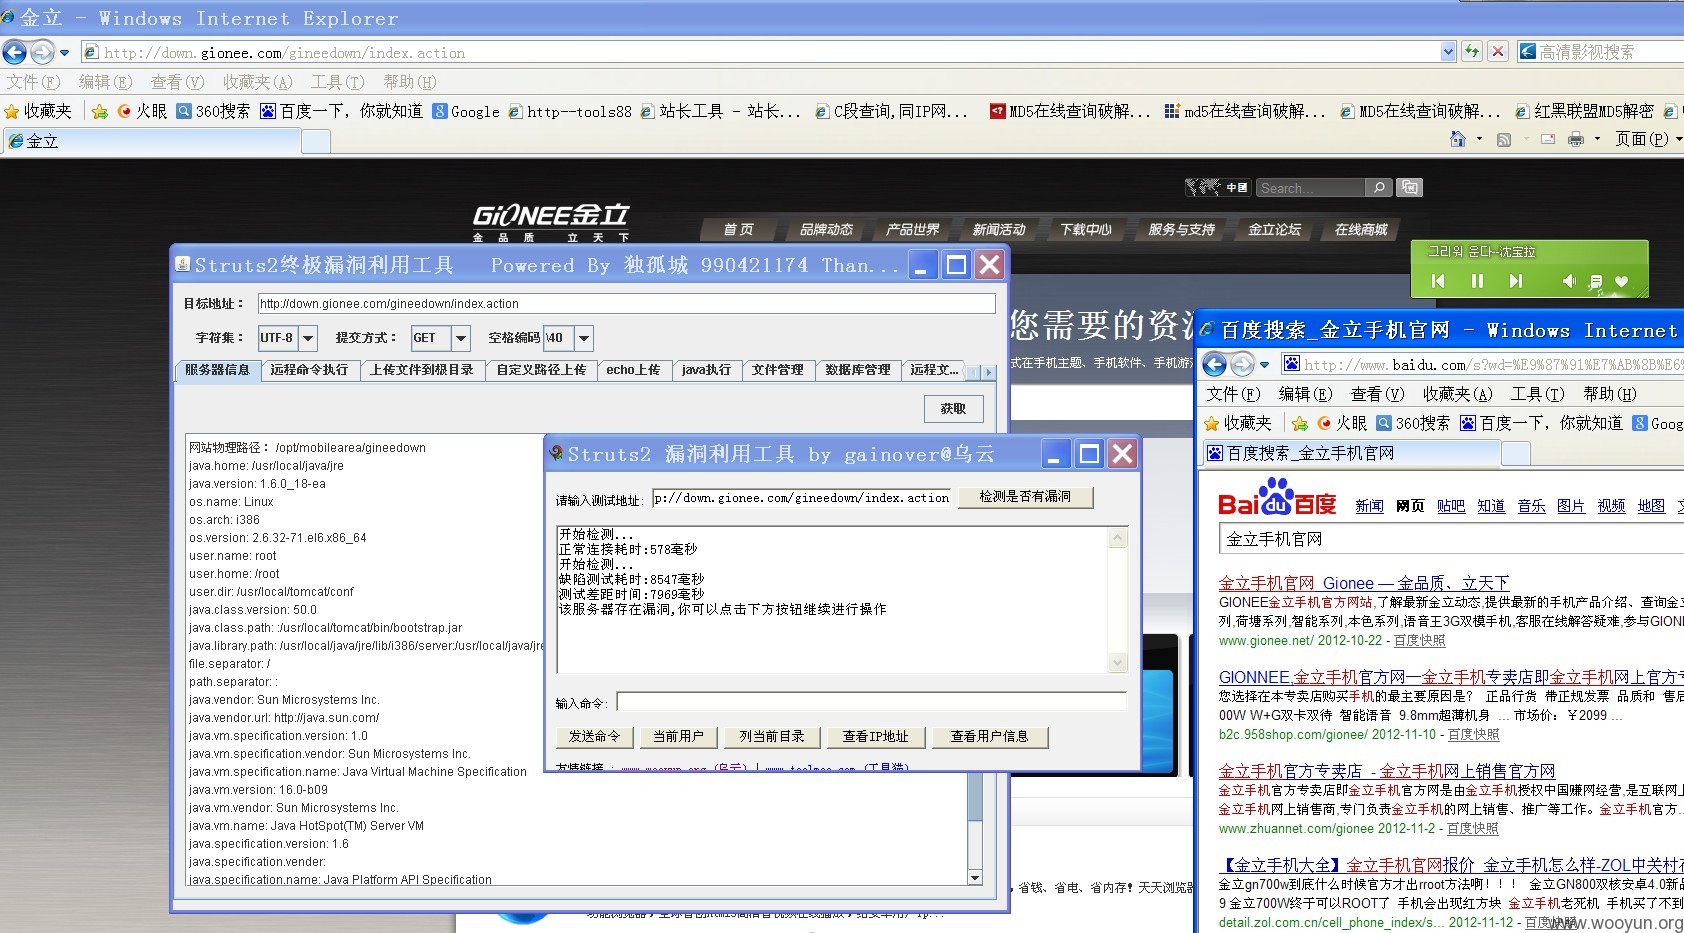 金立 - Windows Internet Explorer
http://down.gionee.com/gineedown/index.action
高清影视搜索
文件(F) 编辑(E) 查看(V) 收藏夹(A) 工具(T) 帮助(H)
收藏夹 火眼 360搜索 百度一下，你就知道 Google http--tools88 站长工具 - 站长... C段查询,同IP网... MD5在线查询破解... md5在线查询破解... MD5在线查询破解... 红黑联盟MD5解密
金立
页面(P)
中國 Search...
GiONEE金立
金 品 质 立 天 下
首 页 品牌动态 产品世界 新闻活动 下载中心 服务与支持 金立论坛 在线商城
그리워 운다-沈宝拉
您需要的资
式在手机主题、手机软件、手机游
Struts2终极漏洞利用工具 Powered By 独孤城 990421174 Than...
目标地址： http://down.gionee.com/gineedown/index.action
字符集： UTF-8 提交方式： GET 空格编码 \40
服务器信息 远程命令执行 上传文件到根目录 自定义路径上传 echo上传 java执行 文件管理 数据库管理 远程文...
获取
网站物理路径： /opt/mobilearea/gineedown
java.home: /usr/local/java/jre
java.version: 1.6.0_18-ea
os.name: Linux
os.arch: i386
os.version: 2.6.32-71.el6.x86_64
user.name: root
user.home: /root
user.dir: /usr/local/tomcat/conf
java.class.version: 50.0
java.class.path: :/usr/local/tomcat/bin/bootstrap.jar
java.library.path: /usr/local/java/jre/lib/i386/server:/usr/local/java/jre
file.separator: /
path.separator: :
java.vendor: Sun Microsystems Inc.
java.vendor.url: http://java.sun.com/
java.vm.specification.version: 1.0
java.vm.specification.vendor: Sun Microsystems Inc.
java.vm.specification.name: Java Virtual Machine Specification
java.vm.version: 16.0-b09
java.vm.vendor: Sun Microsystems Inc.
java.vm.name: Java HotSpot(TM) Server VM
java.specification.version: 1.6
java.specification.vender:
java.specification.name: Java Platform API Specification
Struts2 漏洞利用工具 by gainover@乌云
请输入测试地址: p://down.gionee.com/gineedown/index.action 检测是否有漏洞
开始检测...
正常连接耗时:578毫秒
开始检测...
缺陷测试耗时:8547毫秒
测试差距时间:7969毫秒
该服务器存在漏洞,你可以点击下方按钮继续进行操作
输入命令:
发送命令 当前用户 列当前目录 查看IP地址 查看用户信息
友情链接 : www.wooyun.org (乌云) | www.toolmao.com (工具猫)
，省钱、省电、省内存！天天浏览器
百度搜索_金立手机官网 - Windows Internet
http://www.baidu.com/s?wd=%E9%87%91%E7%AB%8B%E6%
文件(F) 编辑(E) 查看(V) 收藏夹(A) 工具(T) 帮助(H)
收藏夹 火眼 360搜索 百度一下，你就知道 Goog
百度搜索_金立手机官网
Bai du 百度 新闻 网页 贴吧 知道 音乐 图片 视频 地图
金立手机官网
金立手机官网_Gionee — 金品质、立天下
GIONEE金立手机官方网站,了解最新金立动态,提供最新的手机产品介绍、查询金立
列,荷塘系列,智能系列,本色系列,语音王3G双模手机,客服在线解答疑难,参与GION
www.gionee.net/ 2012-10-22 - 百度快照
GIONNEE,金立手机官方网一金立手机专卖店即金立手机网上官方专
您选择在本专卖店购买手机的最主要原因是? 正品行货 带正规发票 品质和 售后
00W W+G双卡双待 智能语音 9.8mm超薄机身 ... 市场价: ￥2099 ...
b2c.958shop.com/gionee/ 2012-11-10 - 百度快照
金立手机官方专卖店 - 金立手机网上销售官方网
金立手机官方专卖店即金立手机官方网是由金立手机授权中国赚网经营,是互联网上
金立手机网上销售商,专门负责金立手机的网上销售、推广等工作。金立手机官方...
www.zhuannet.com/gionee 2012-11-2 - 百度快照
【金立手机大全】金立手机官网报价_金立手机怎么样-ZOL中关村在
金立gn700w到底什么时候官方才出rroot方法啊！！！ 金立GN800双核安卓4.0新品
9 金立700W终于可以ROOT了 手机会出现红方块 金立手机老死机 手机买了不到
detail.zol.com.cn/cell_phone_index/s... 2012-11-12 - 百度快照
www.wooyun.org